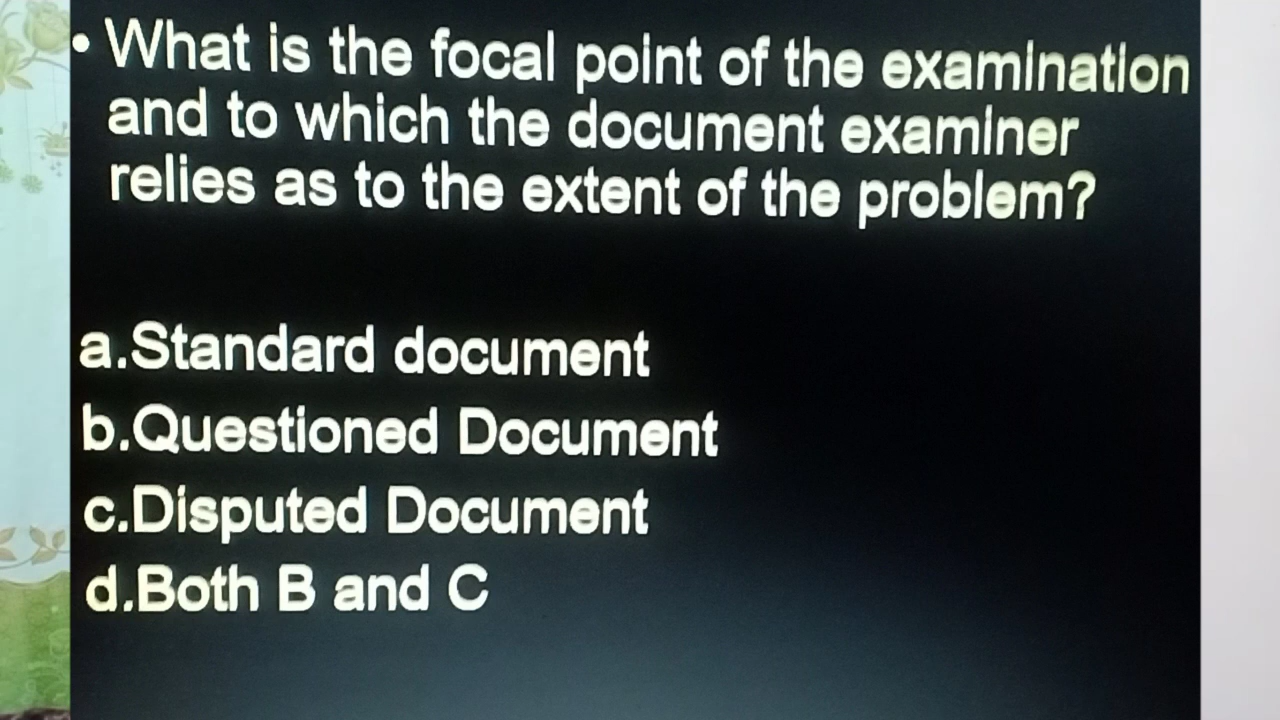 • What is the focal point of the examination
and to which the document examiner
relies as to the extent of the problem?
a.Standard document
b.Questioned Document
c.Disputed Document
d.Both B and C